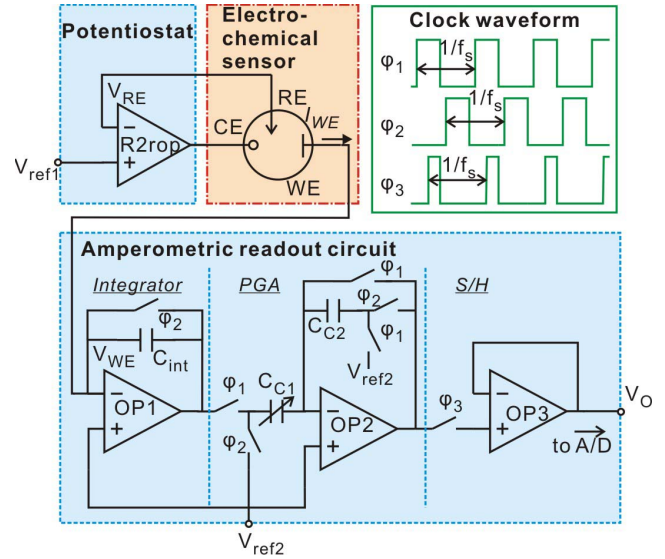 Potentiostat
Electro-
chemical
sensor
Clock waveform
V_RE
RE
I_WE
CE
WE
R2rop
−
+
V_ref1
φ1
1/f_s
φ2
1/f_s
φ3
1/f_s
Amperometric readout circuit
Integrator
PGA
S/H
φ1
φ2
φ2
C_C2
φ1
V_WE
C_int
V_ref2
φ1
C_C1
OP1
−
+
φ2
OP2
−
+
φ3
OP3
−
+
V_O
to A/D
V_ref2